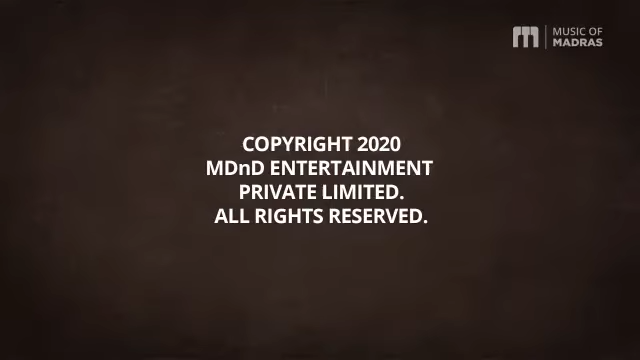 MUSIC OF
MADRAS
COPYRIGHT 2020
MDnD ENTERTAINMENT
PRIVATE LIMITED.
ALL RIGHTS RESERVED.